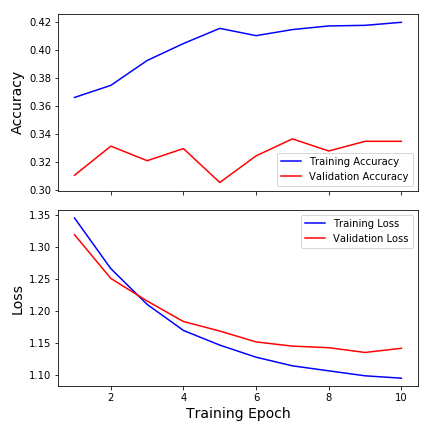 0.42
0.40
0.38
0.36
0.34
0.32
0.30
Accuracy
Training Accuracy
Validation Accuracy
1.35
1.30
1.25
1.20
1.15
1.10
Loss
Training Loss
Validation Loss
2 4 6 8 10
Training Epoch